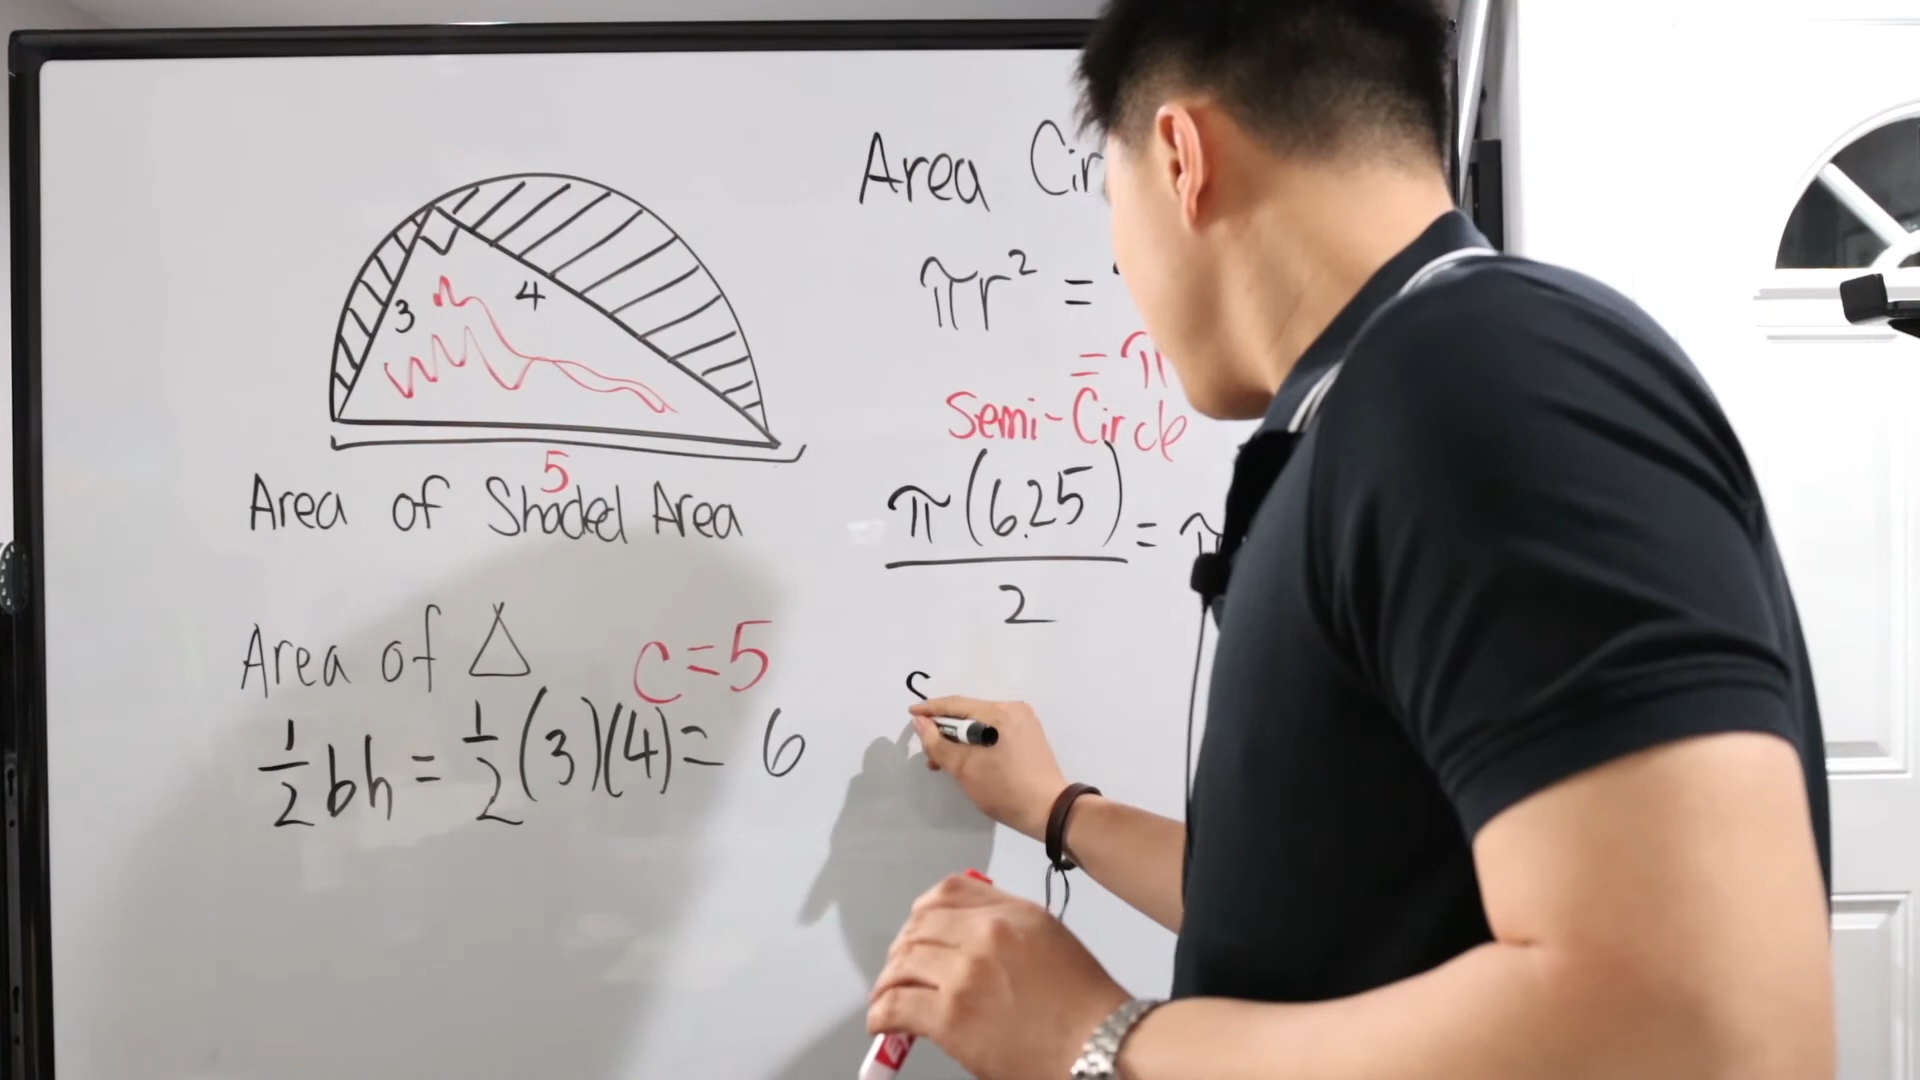 3
4
5
Area of Shaded Area
Area of △
c=5
1/2 bh = 1/2 (3)(4) = 6
Area Cir
πr² =
= π
Semi-Circle
π(6.25)/2 = π
S